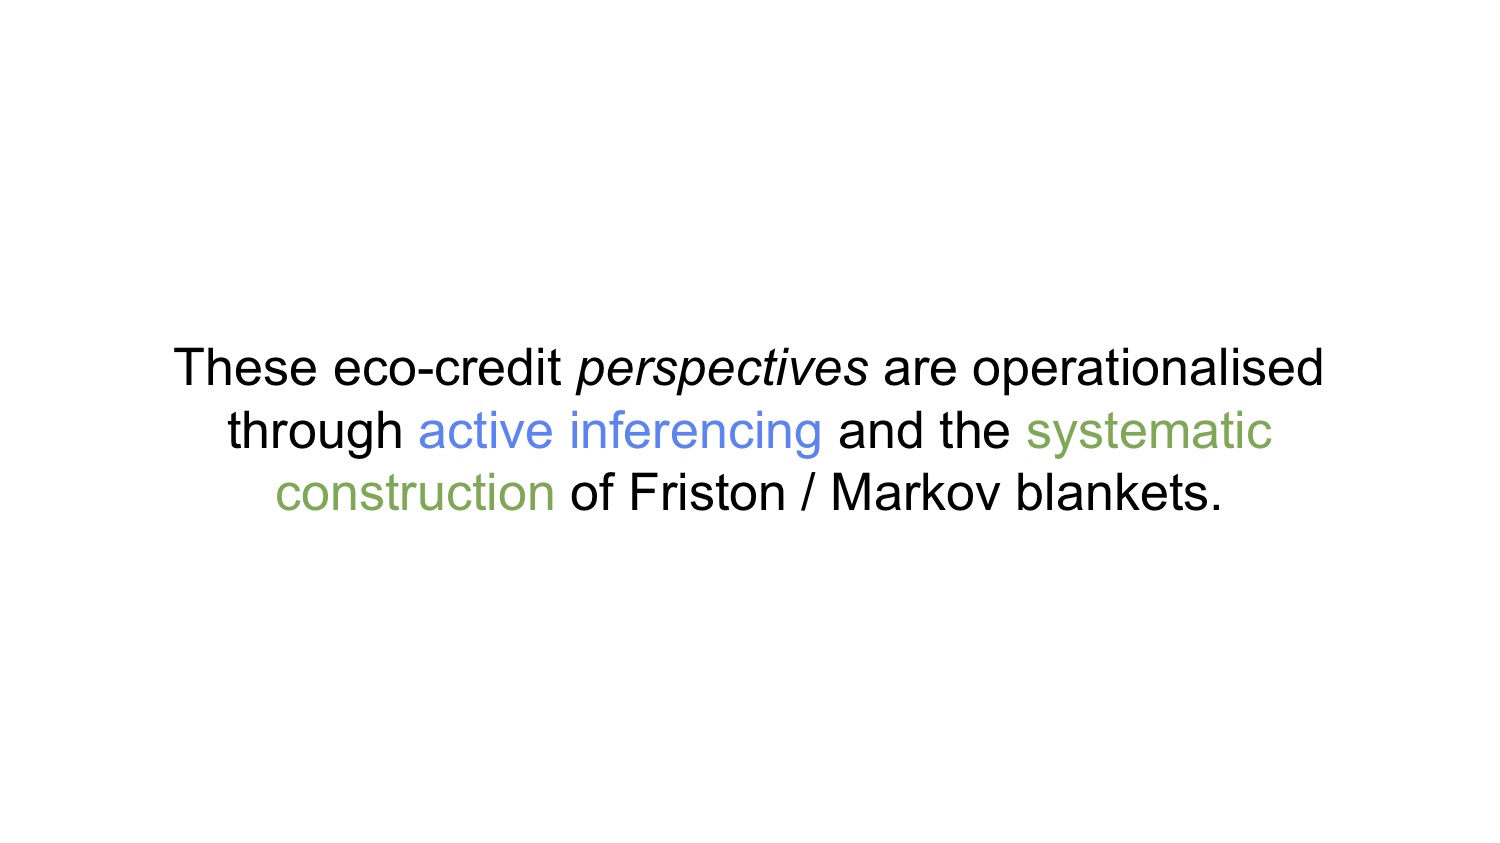 These eco-credit perspectives are operationalised
through active inferencing and the systematic
construction of Friston / Markov blankets.